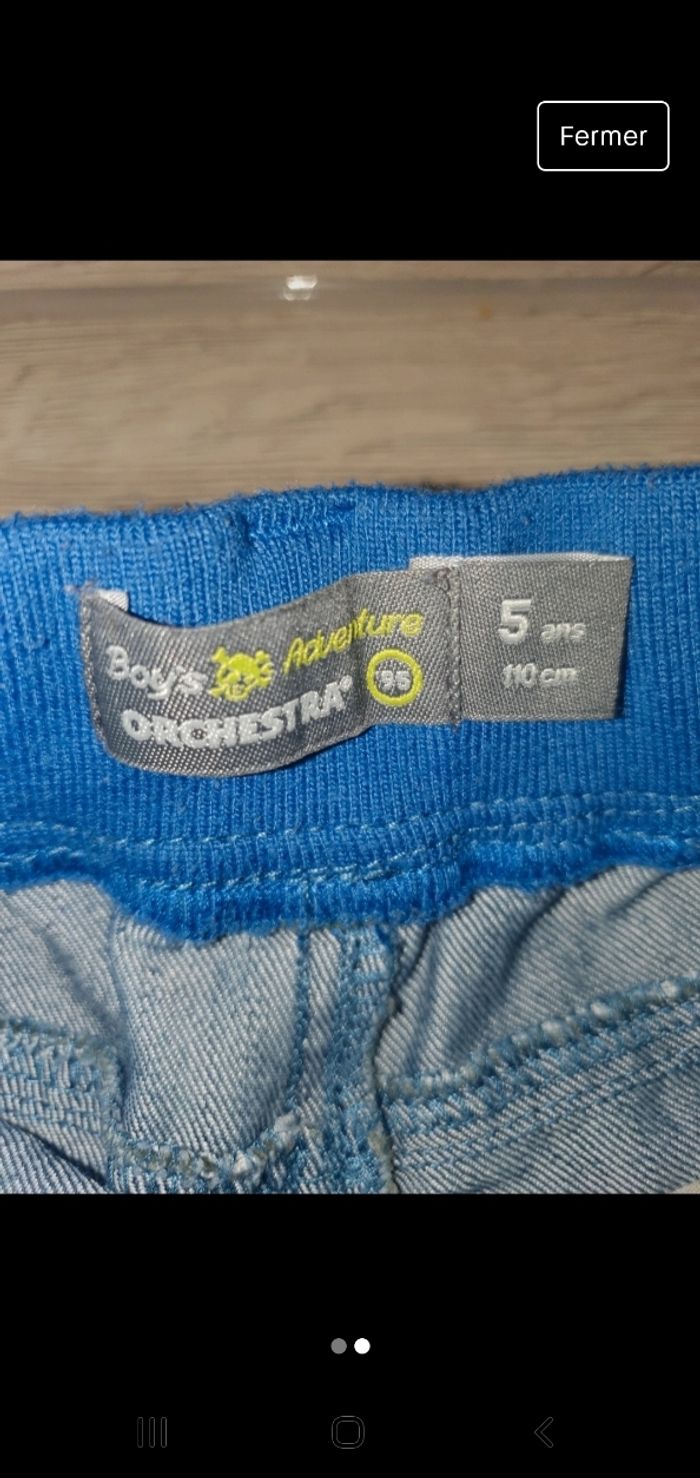 Fermer
Boy's Adventure
ORCHESTRA®
5 ans
110 cm